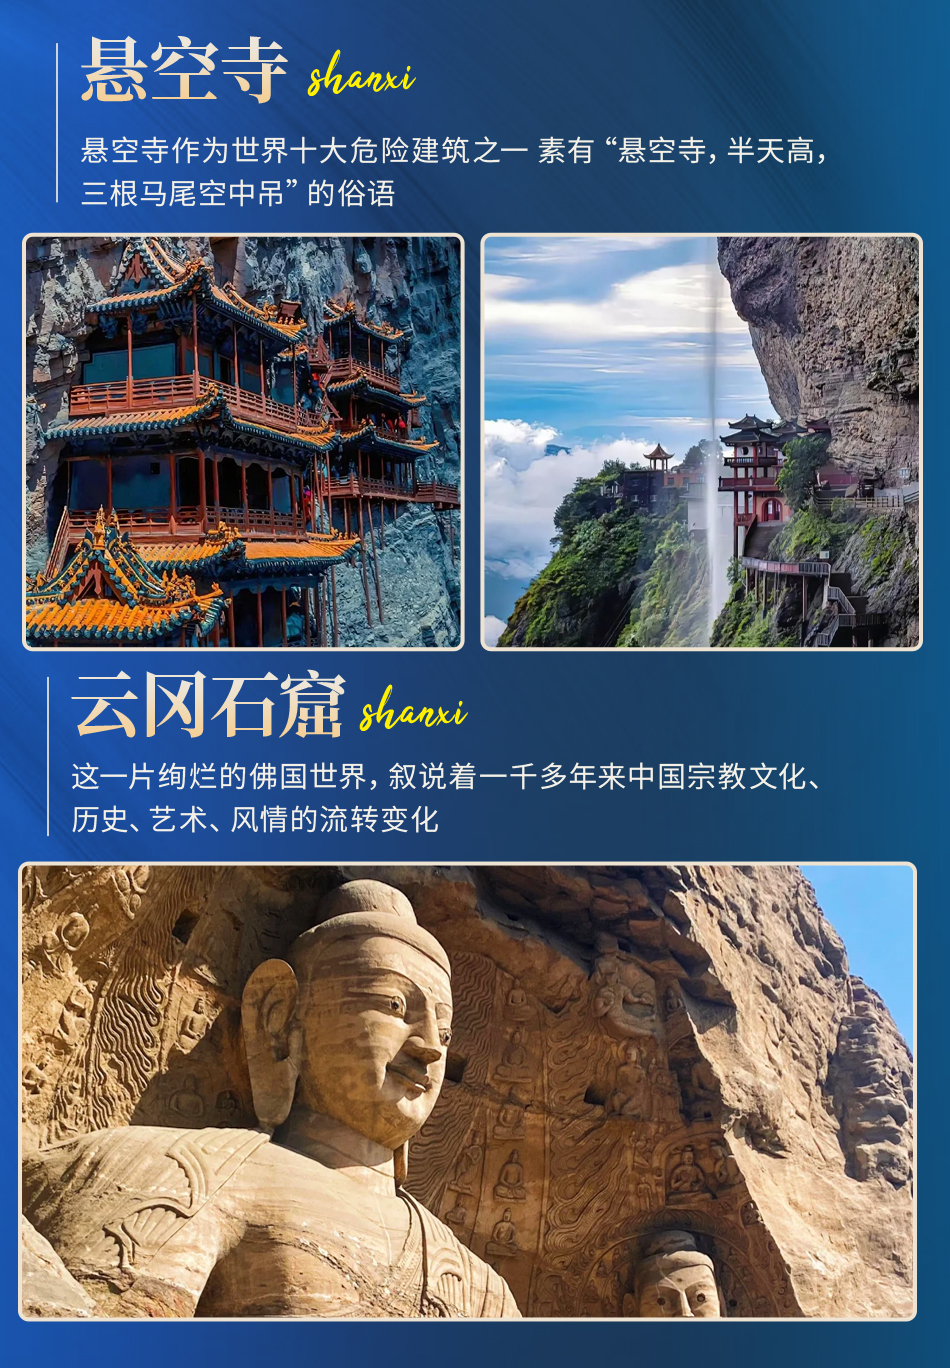 悬空寺 shanxi
悬空寺作为世界十大危险建筑之一 素有“悬空寺，半天高，
三根马尾空中吊”的俗语
云冈石窟 shanxi
这一片绚烂的佛国世界，叙说着一千多年来中国宗教文化、
历史、艺术、风情的流转变化